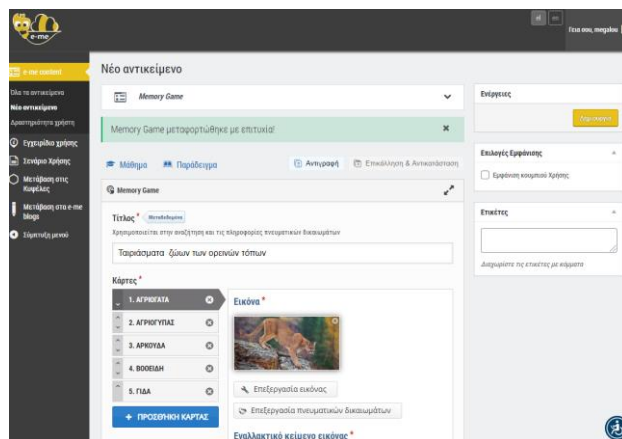 e-me
el
en
Γεια σου, megalou
e-me content
Όλα τα αντικείμενα
Νέο αντικείμενο
Δραστηριότητα χρήστη
Εγχειρίδιο χρήσης
Σενάριο Χρήσης
Μετάβαση στις
Κυψέλες
Μετάβαση στα e-me
blogs
Σύμπτυξη μενού
Νέο αντικείμενο
Memory Game
Memory Game μεταφορτώθηκε με επιτυχία!
Μάθημα
Παράδειγμα
Αντιγραφή
Επικόλληση & Αντικατάσταση
Memory Game
Τίτλος * Μεταδεδομένα
Χρησιμοποιείται στην αναζήτηση και τις πληροφορίες πνευματικών δικαιωμάτων
Ταιριάσματα ζώων των ορεινών τόπων
Κάρτες *
1. ΑΓΡΙΟΓΑΤΑ
2. ΑΓΡΙΟΓΥΠΑΣ
3. ΑΡΚΟΥΔΑ
4. ΒΟΟΕΙΔΗ
5. ΓΙΔΑ
+ ΠΡΟΣΘΗΚΗ ΚΑΡΤΑΣ
Εικόνα *
Επεξεργασία εικόνας
Επεξεργασία πνευματικών δικαιωμάτων
Εναλλακτικό κείμενο εικόνας *
Ενέργειες
Δημιουργία
Επιλογές Εμφάνισης
Εμφάνιση κουμπιού Χρήσης
Ετικέτες
Διαχωρίστε τις ετικέτες με κόμματα